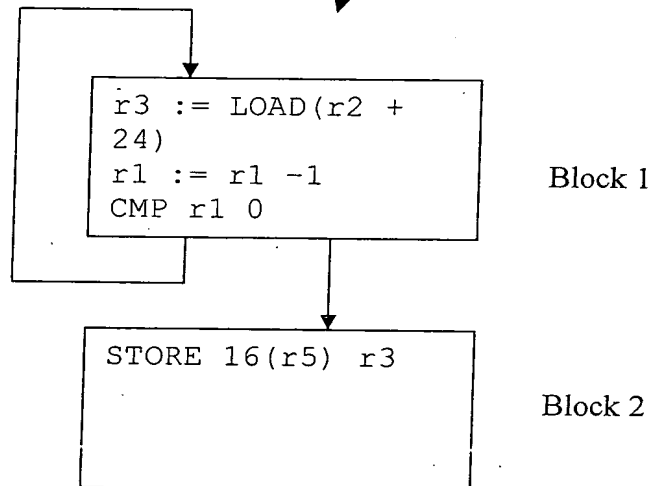 r3 := LOAD(r2 +
24)
r1 := r1 -1
CMP r1 0
Block 1
STORE 16(r5) r3
Block 2